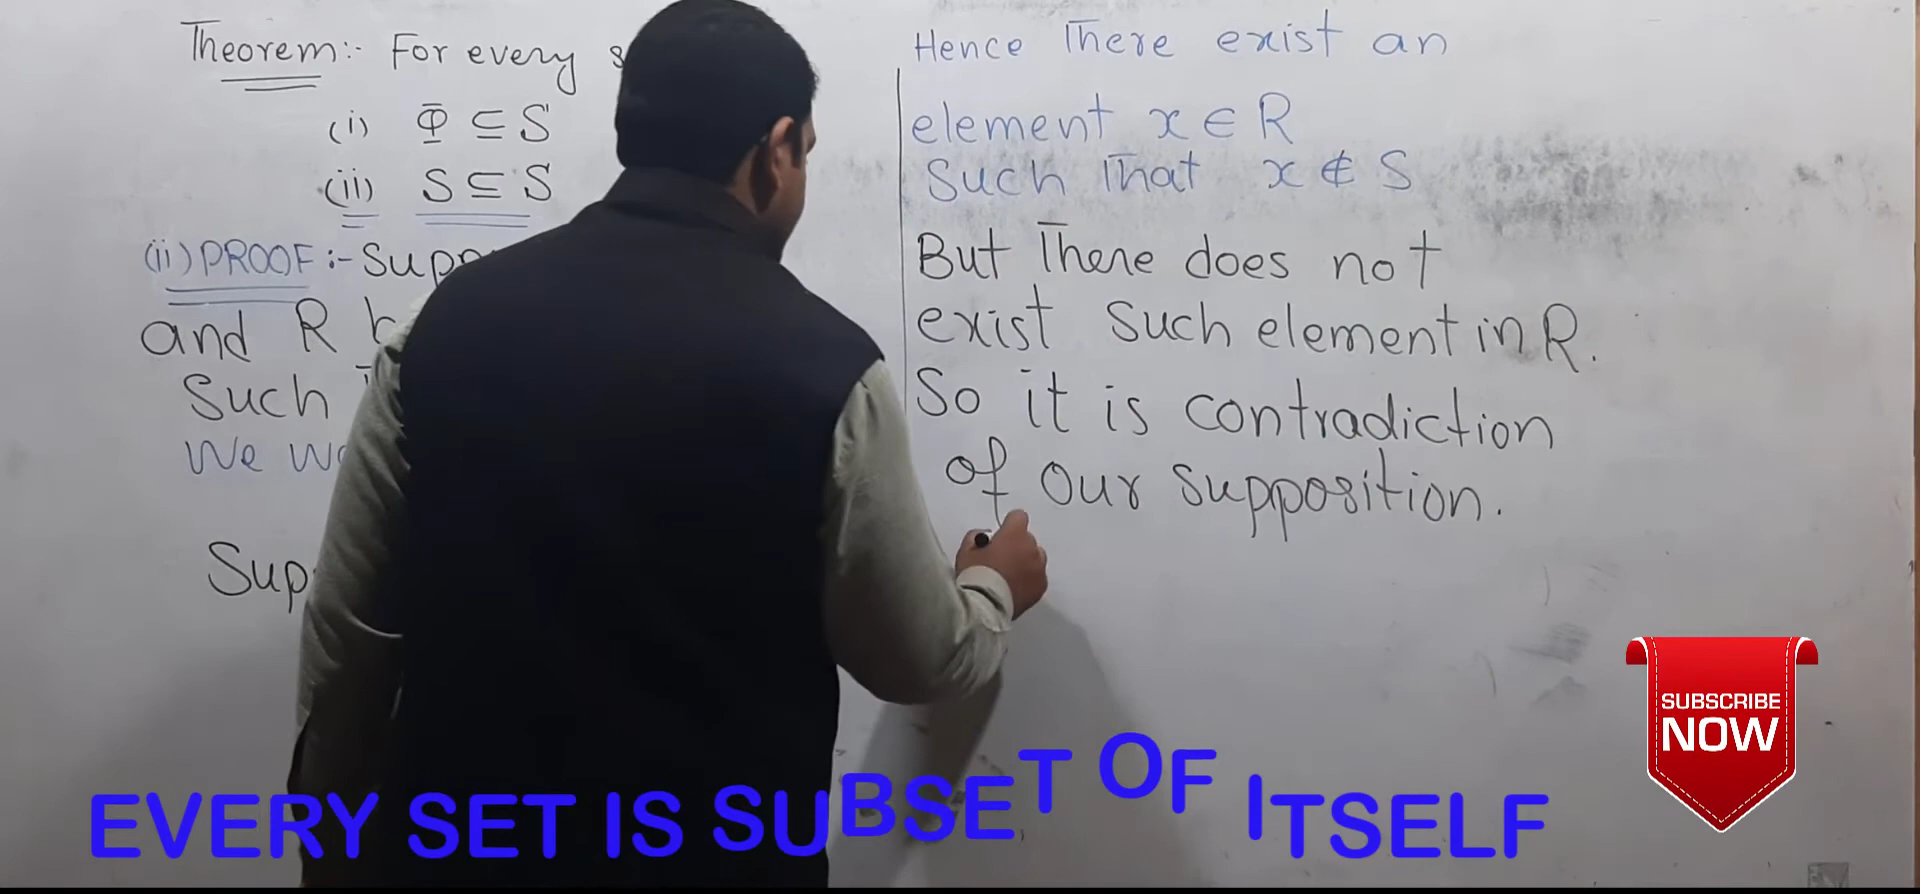 Theorem:- For every
(i) Φ ⊆ S
(ii) S ⊆ S
(ii) PROOF :-
and R
Such
We
Hence There exist an
element x ∈ R
Such That x ∉ S
But There does not
exist Such element in R.
So it is contradiction
of Our Supposition.
SUBSCRIBE
NOW
EVERY SET IS SUBSET OF ITSELF